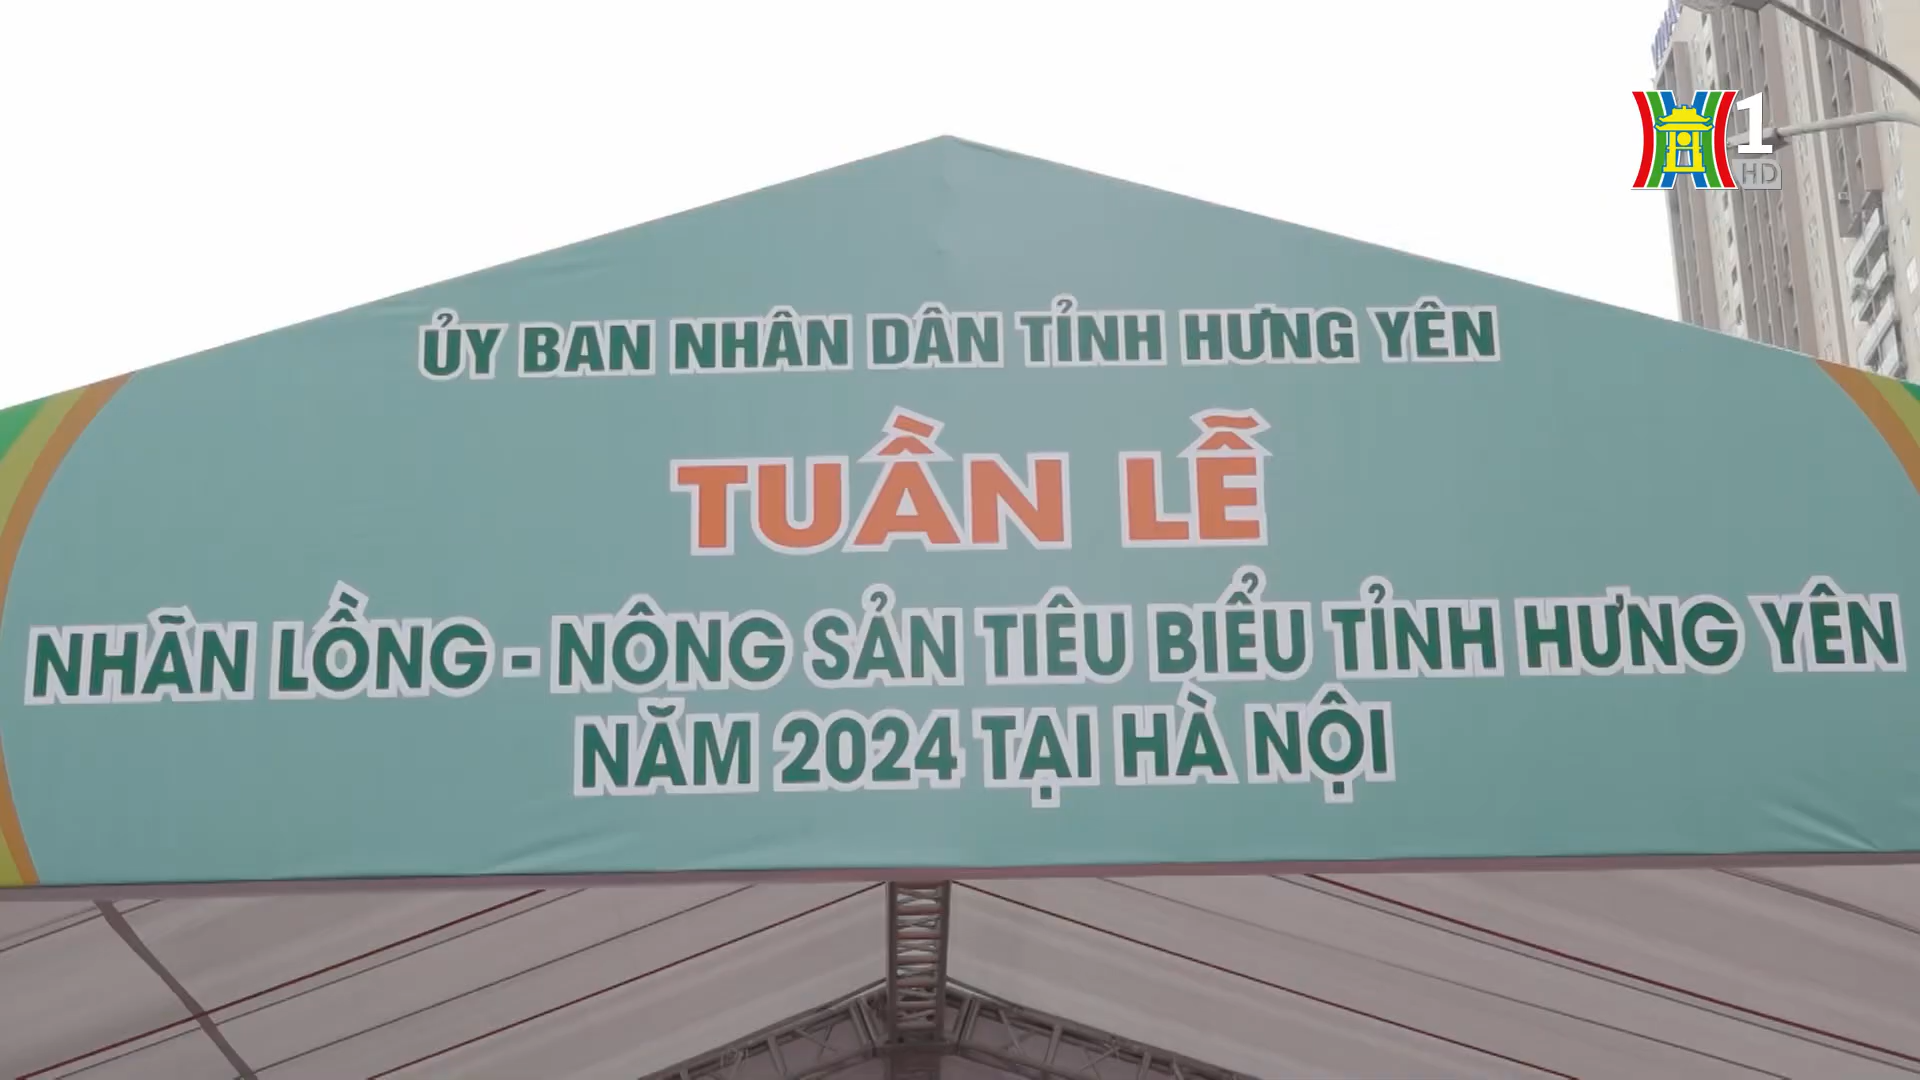 VINA
1
HD
ỦY BAN NHÂN DÂN TỈNH HƯNG YÊN
TUẦN LỄ
NHÃN LỒNG - NÔNG SẢN TIÊU BIỂU TỈNH HƯNG YÊN
NĂM 2024 TẠI HÀ NỘI